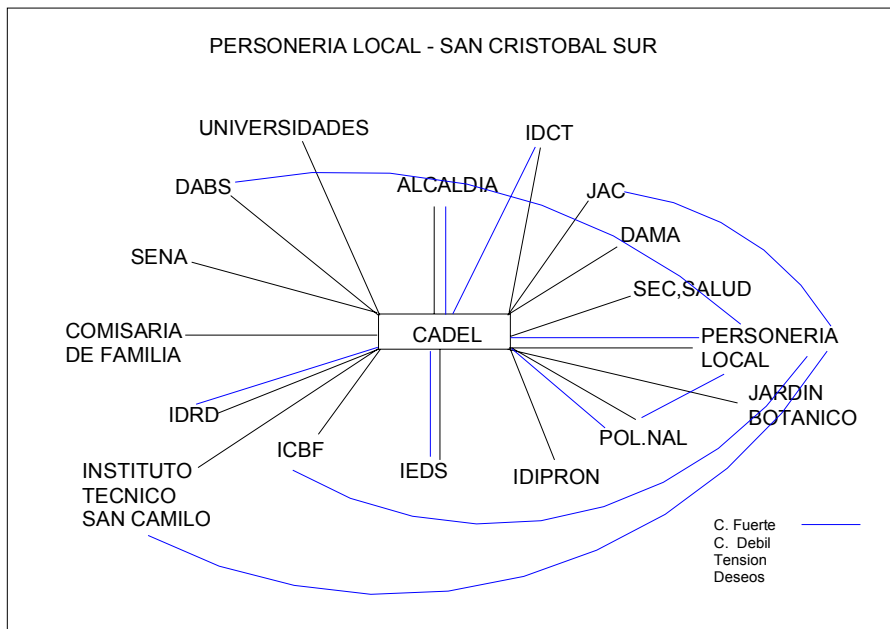 PERSONERIA LOCAL - SAN CRISTOBAL SUR
UNIVERSIDADES
IDCT
DABS
ALCALDIA
JAC
DAMA
SENA
SEC,SALUD
COMISARIA
DE FAMILIA
CADEL
PERSONERIA
LOCAL
JARDIN
BOTANICO
IDRD
ICBF
IEDS
IDIPRON
POL.NAL
INSTITUTO
TECNICO
SAN CAMILO
C. Fuerte
C. Debil
Tension
Deseos